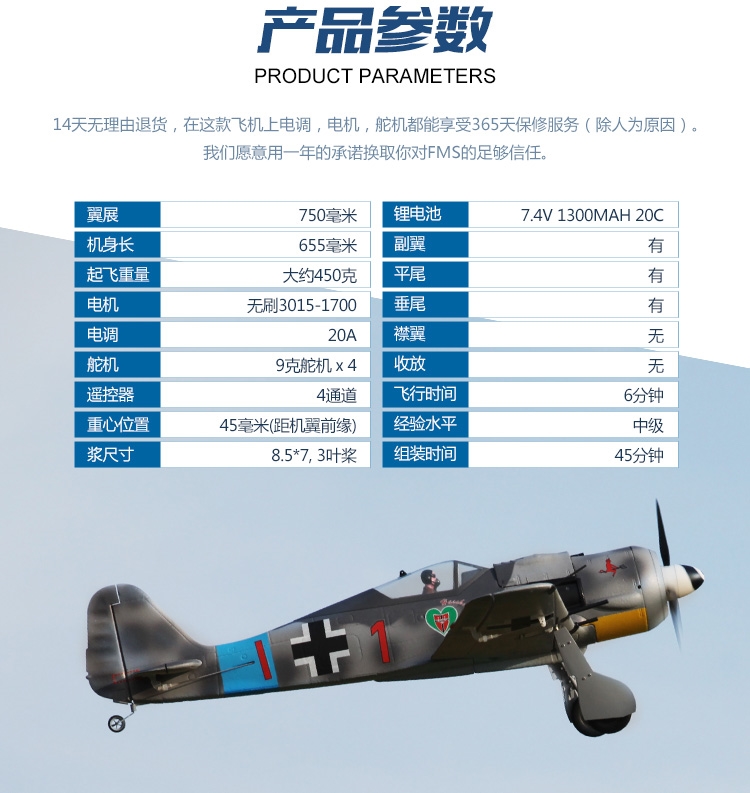 产品参数
PRODUCT PARAMETERS
14天无理由退货，在这款飞机上电调，电机，舵机都能享受365天保修服务（除人为原因）。
我们愿意用一年的承诺换取你对FMS的足够信任。
翼展 750毫米 锂电池 7.4V 1300MAH 20C
机身长 655毫米 副翼 有
起飞重量 大约450克 平尾 有
电机 无刷3015-1700 垂尾 有
电调 20A 襟翼 无
舵机 9克舵机 x 4 收放 无
遥控器 4通道 飞行时间 6分钟
重心位置 45毫米(距机翼前缘) 经验水平 中级
浆尺寸 8.5*7, 3叶桨 组装时间 45分钟
1